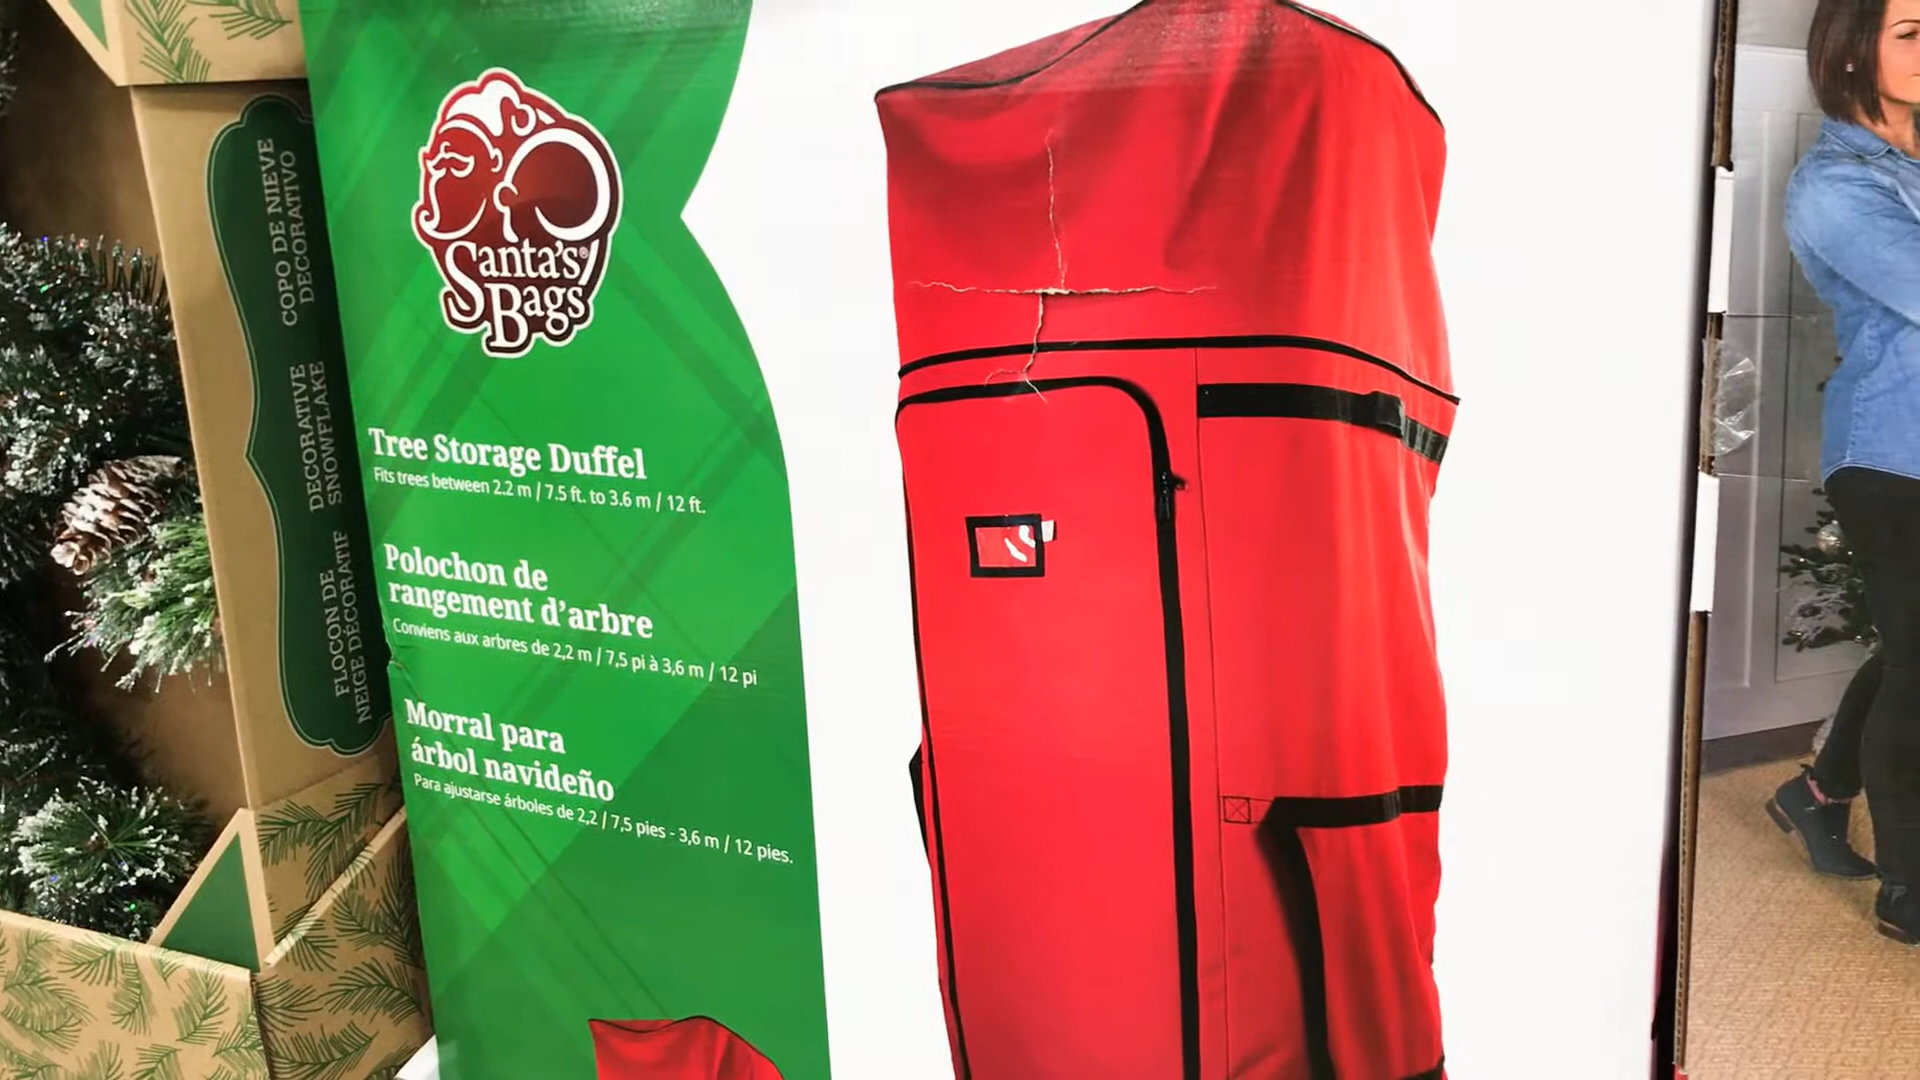 COPO DE NIEVE
DECORATIVO
DECORATIVE
SNOWFLAKE
FLOCON DE
NEIGE DÉCORATIF
Santa's®
Bags
Tree Storage Duffel
Fits trees between 2.2 m / 7.5 ft. to 3.6 m / 12 ft.
Polochon de
rangement d'arbre
Conviens aux arbres de 2,2 m / 7,5 pi à 3,6 m / 12 pi
Morral para
árbol navideño
Para ajustarse árboles de 2,2 / 7,5 pies - 3,6 m / 12 pies.